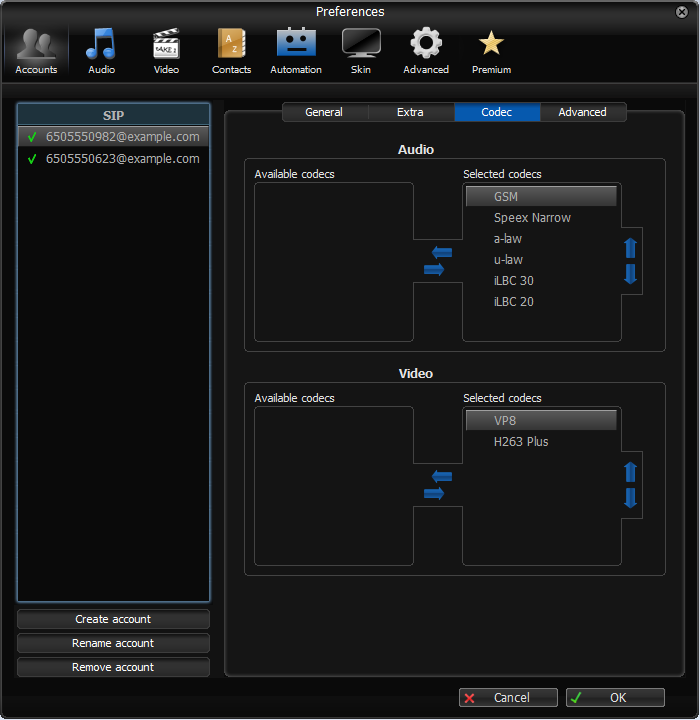 Preferences
Accounts
Audio
TAKE 1
Video
A
Z
Contacts
Automation
Skin
Advanced
Premium
SIP
6505550982@example.com
6505550623@example.com
Create account
Rename account
Remove account
General
Extra
Codec
Advanced
Audio
Available codecs
Selected codecs
GSM
Speex Narrow
a-law
u-law
iLBC 30
iLBC 20
Video
Available codecs
Selected codecs
VP8
H263 Plus
Cancel
OK